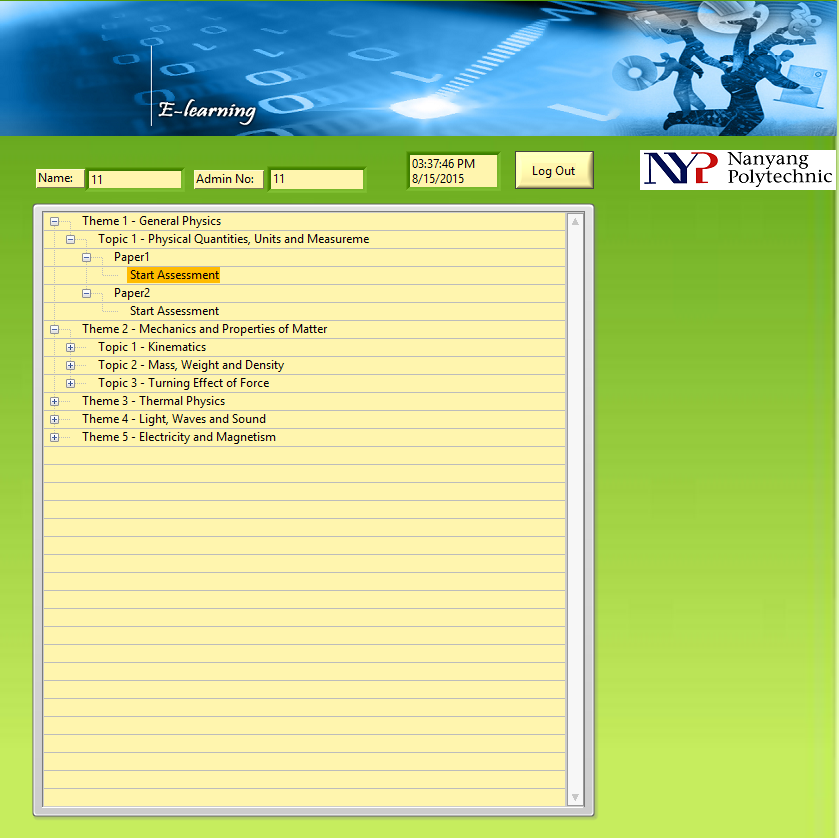 E-learning
Name: 11 Admin No: 11
03:37:46 PM
8/15/2015
Log Out
NYP Nanyang
Polytechnic
Theme 1 - General Physics
Topic 1 - Physical Quantities, Units and Measureme
Paper1
Start Assessment
Paper2
Start Assessment
Theme 2 - Mechanics and Properties of Matter
Topic 1 - Kinematics
Topic 2 - Mass, Weight and Density
Topic 3 - Turning Effect of Force
Theme 3 - Thermal Physics
Theme 4 - Light, Waves and Sound
Theme 5 - Electricity and Magnetism